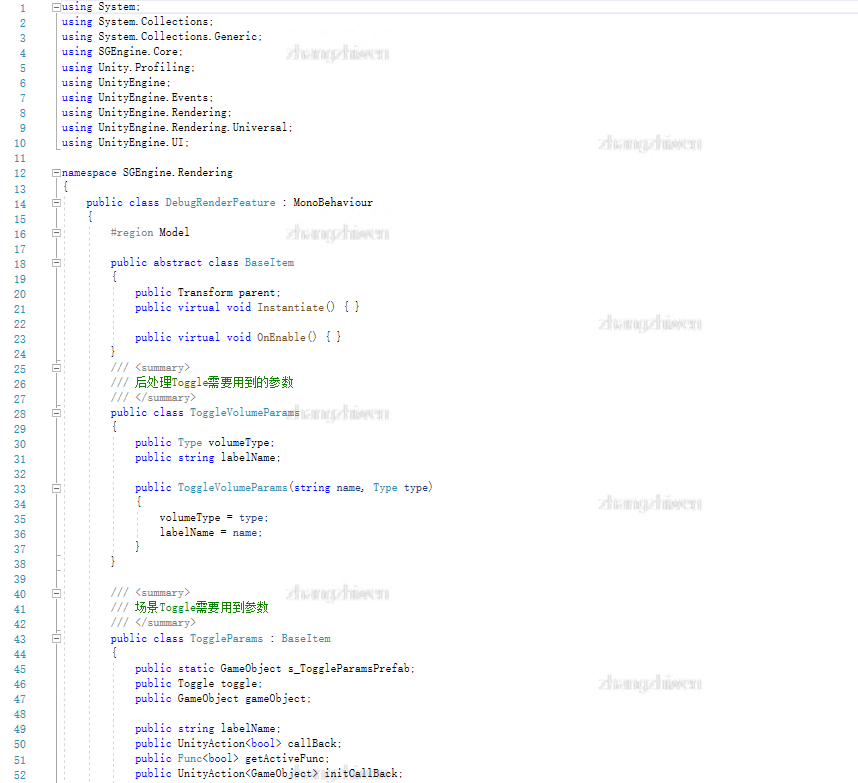 1 using System;
2 using System.Collections;
3 using System.Collections.Generic;
4 using SGEngine.Core;
5 using Unity.Profiling;
6 using UnityEngine;
7 using UnityEngine.Events;
8 using UnityEngine.Rendering;
9 using UnityEngine.Rendering.Universal;
10 using UnityEngine.UI;
11
12 namespace SGEngine.Rendering
13 {
14 public class DebugRenderFeature : MonoBehaviour
15 {
16 #region Model
17
18 public abstract class BaseItem
19 {
20 public Transform parent;
21 public virtual void Instantiate() { }
22
23 public virtual void OnEnable() { }
24 }
25 /// <summary>
26 /// 后处理Toggle需要用到的参数
27 /// </summary>
28 public class ToggleVolumeParams
29 {
30 public Type volumeType;
31 public string labelName;
32
33 public ToggleVolumeParams(string name, Type type)
34 {
35 volumeType = type;
36 labelName = name;
37 }
38 }
39
40 /// <summary>
41 /// 场景Toggle需要用到参数
42 /// </summary>
43 public class ToggleParams : BaseItem
44 {
45 public static GameObject s_ToggleParamsPrefab;
46 public Toggle toggle;
47 public GameObject gameObject;
48
49 public string labelName;
50 public UnityAction<bool> callBack;
51 public Func<bool> getActiveFunc;
52 public UnityAction<GameObject> initCallBack;
zhangzhiwen
zhangzhiwen
zhangzhiwen
zhangzhiwen
zhangzhiwen
zhangzhiwen
zhangzhiwen
zhangzhiwen